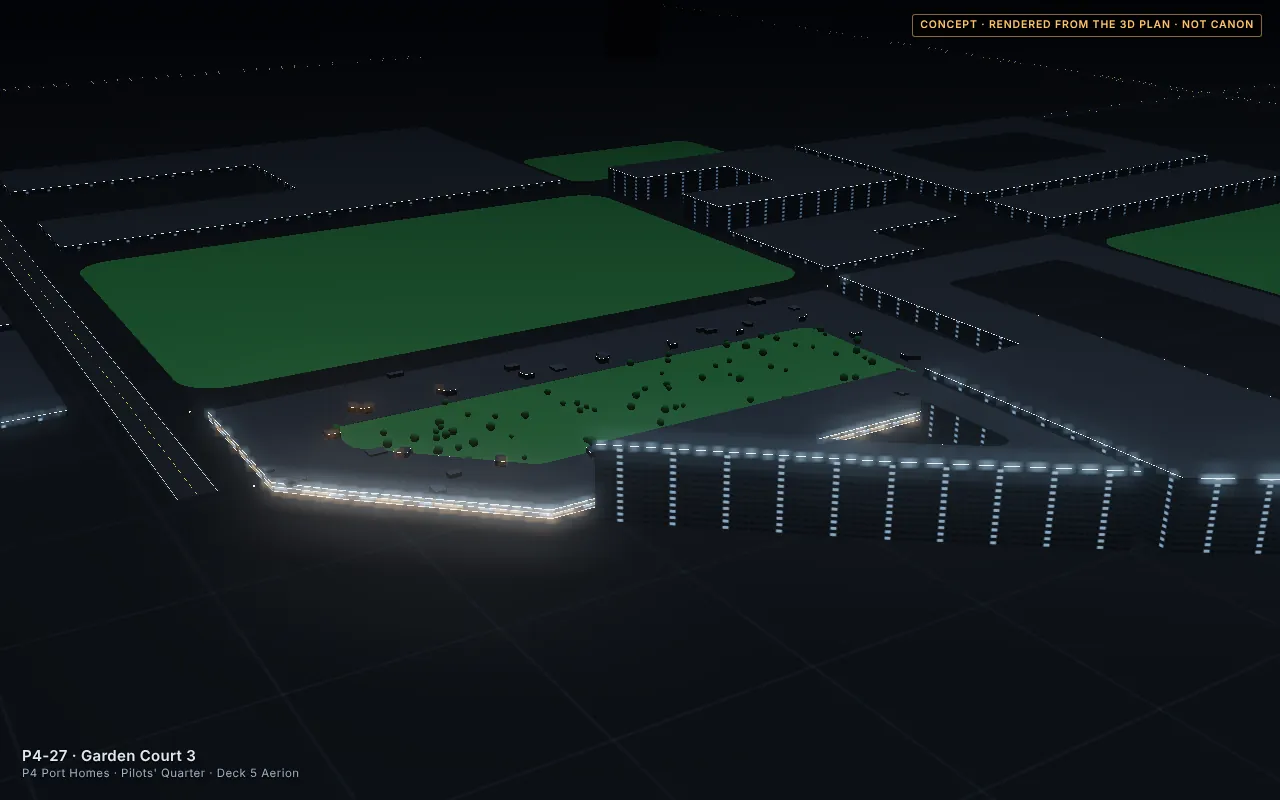 CONCEPT · RENDERED FROM THE 3D PLAN · NOT CANON
P4-27 · Garden Court 3
P4 Port Homes · Pilots' Quarter · Deck 5 Aerion